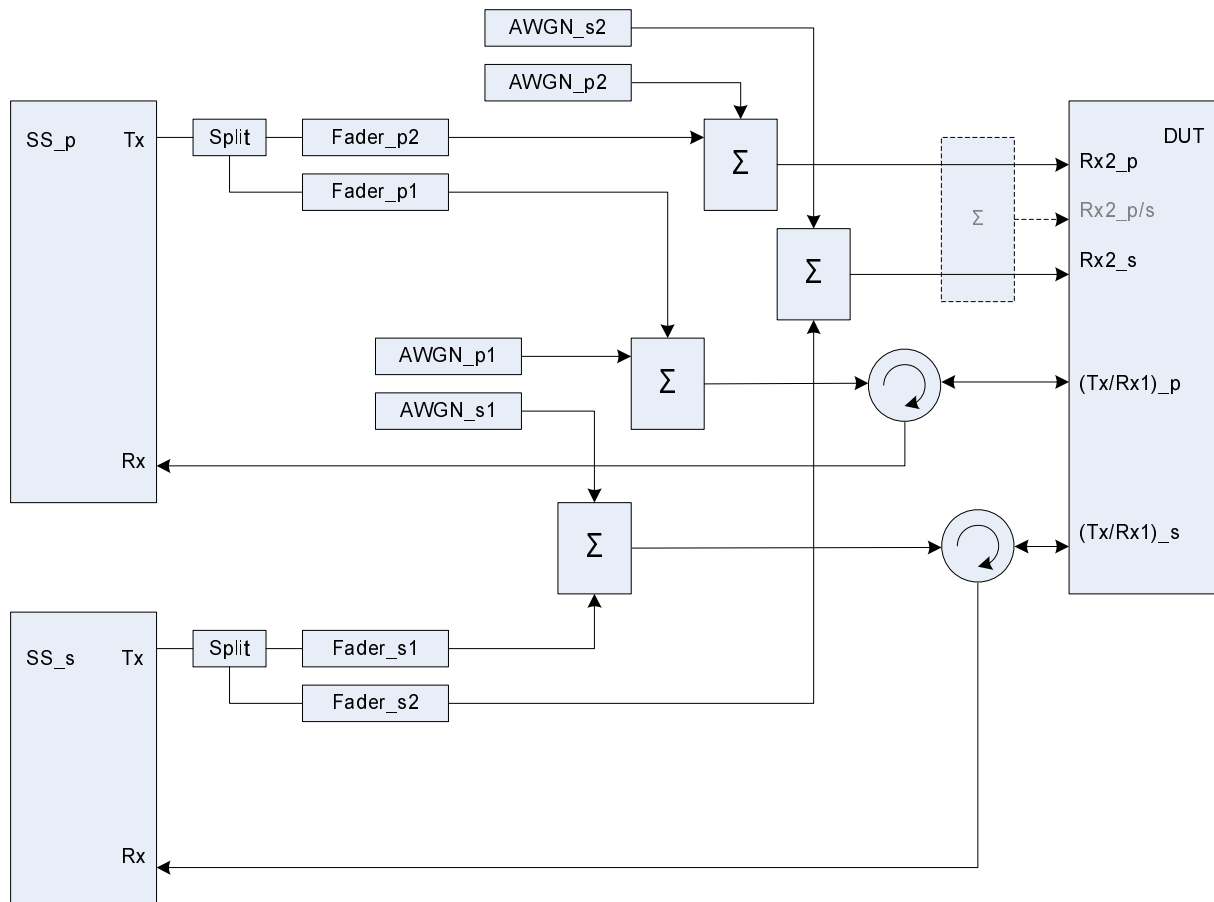 AWGN_s2
AWGN_p2
SS_p
Tx
Split
Fader_p2
Fader_p1
Σ
DUT
Rx2_p
Σ
Rx2_p/s
Rx2_s
Σ
AWGN_p1
AWGN_s1
Σ
(Tx/Rx1)_p
Rx
Σ
(Tx/Rx1)_s
SS_s
Tx
Split
Fader_s1
Fader_s2
Rx